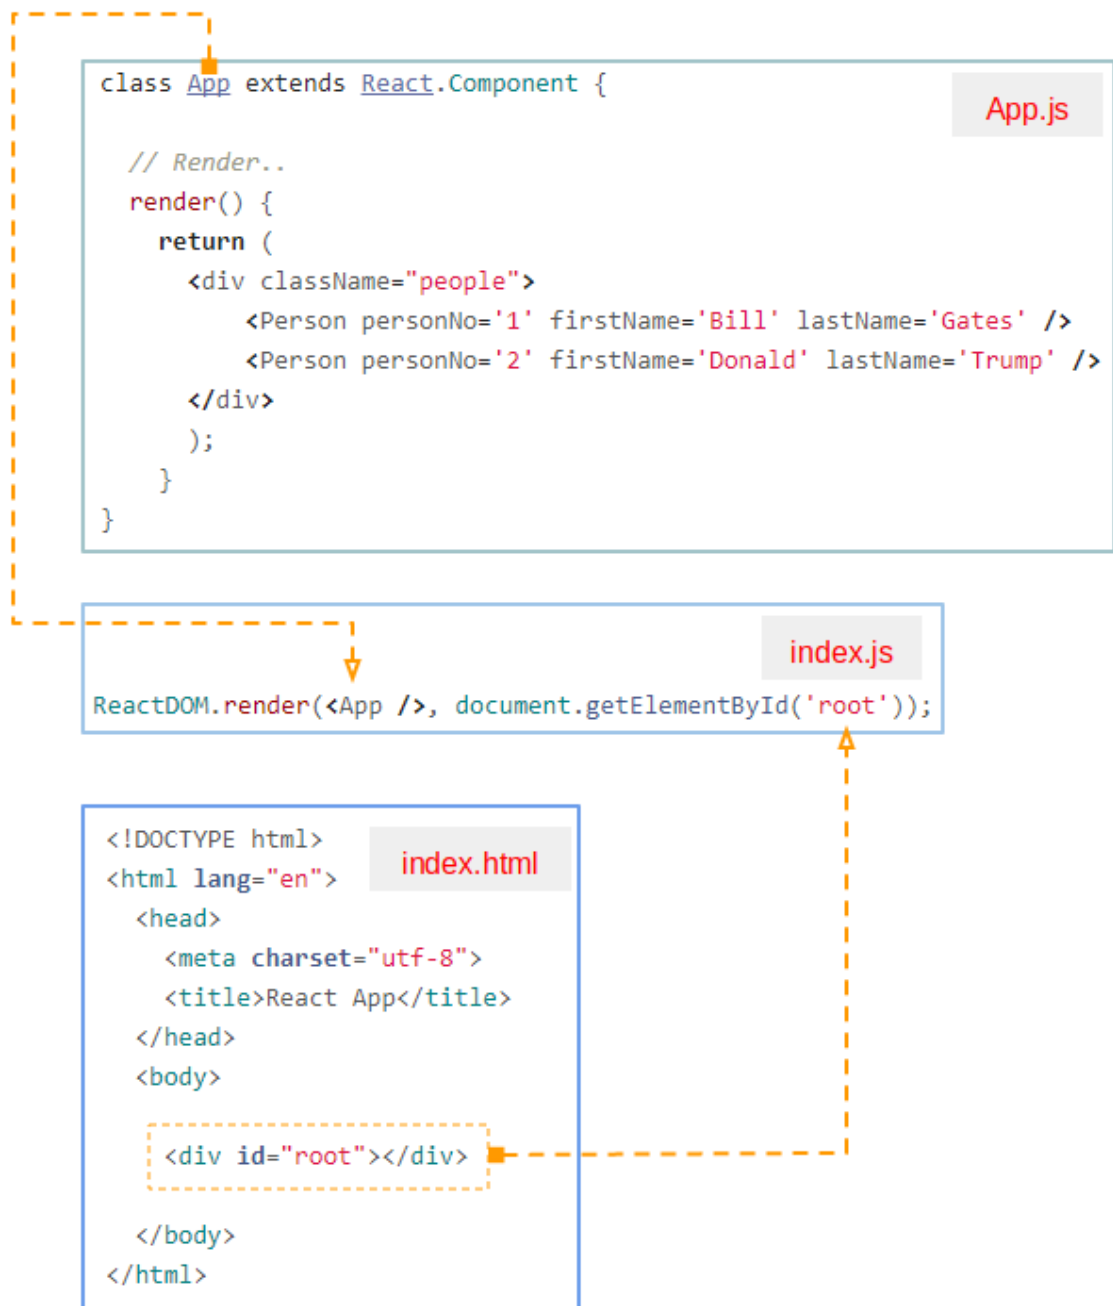 class App extends React.Component {
App.js
// Render..
render() {
return (
<div className="people">
<Person personNo='1' firstName='Bill' lastName='Gates' />
<Person personNo='2' firstName='Donald' lastName='Trump' />
</div>
);
}
}
index.js
ReactDOM.render(<App />, document.getElementById('root'));
<!DOCTYPE html>
index.html
<html lang="en">
<head>
<meta charset="utf-8">
<title>React App</title>
</head>
<body>
<div id="root"></div>
</body>
</html>